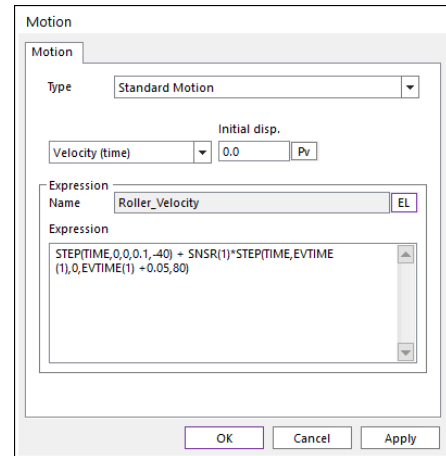 Motion
Motion
Type
Standard Motion
Initial disp.
Velocity (time)
0.0
Pv
Expression
Name
Roller_Velocity
EL
Expression
STEP(TIME,0,0,0.1,-40) + SNSR(1)*STEP(TIME,EVTIME
(1),0,EVTIME(1) +0.05,80)
OK
Cancel
Apply